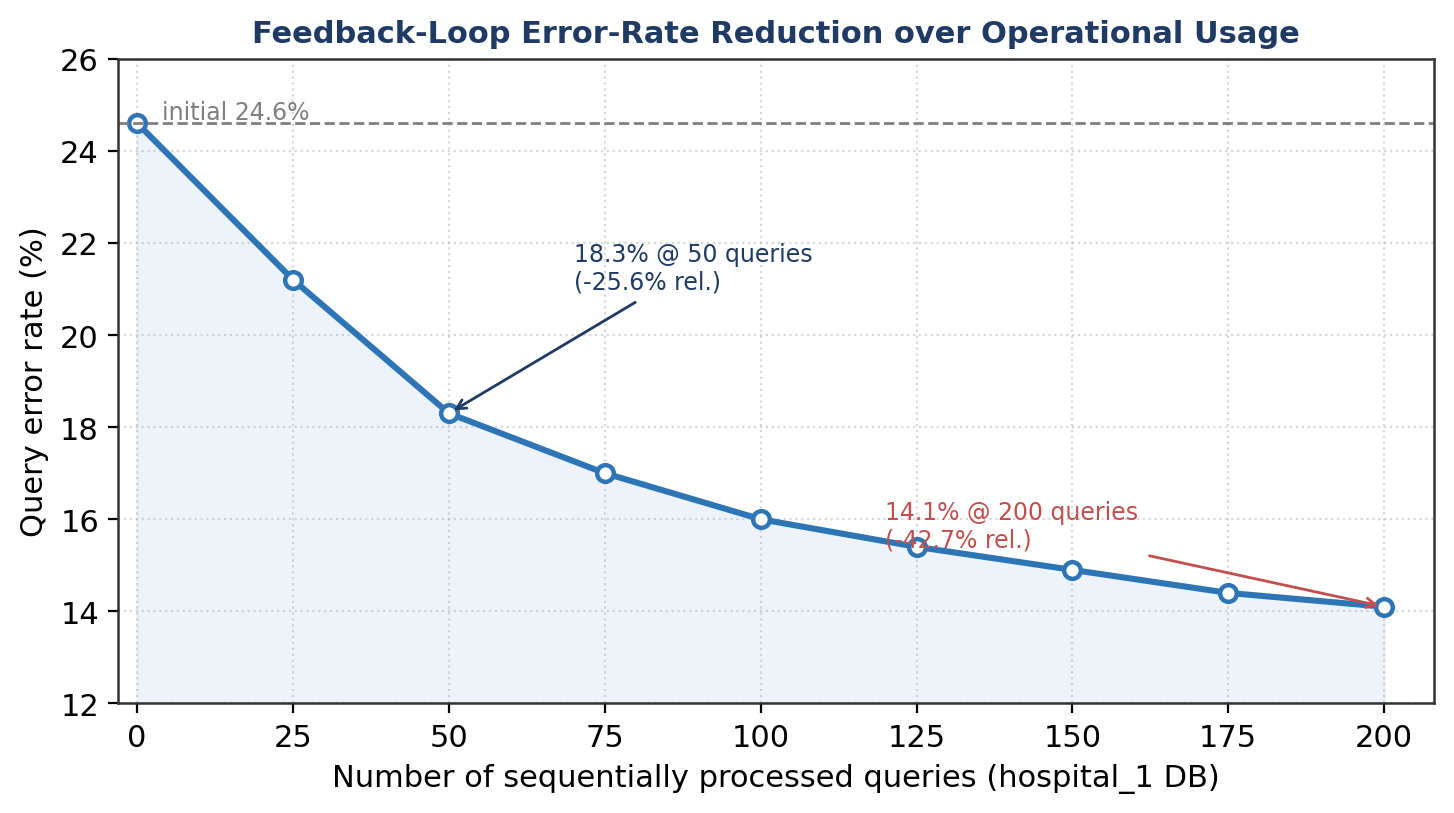 Feedback-Loop Error-Rate Reduction over Operational Usage
26
24
22
20
18
16
14
12
Query error rate (%)
initial 24.6%
18.3% @ 50 queries
(-25.6% rel.)
14.1% @ 200 queries
(-42.7% rel.)
0 25 50 75 100 125 150 175 200
Number of sequentially processed queries (hospital_1 DB)